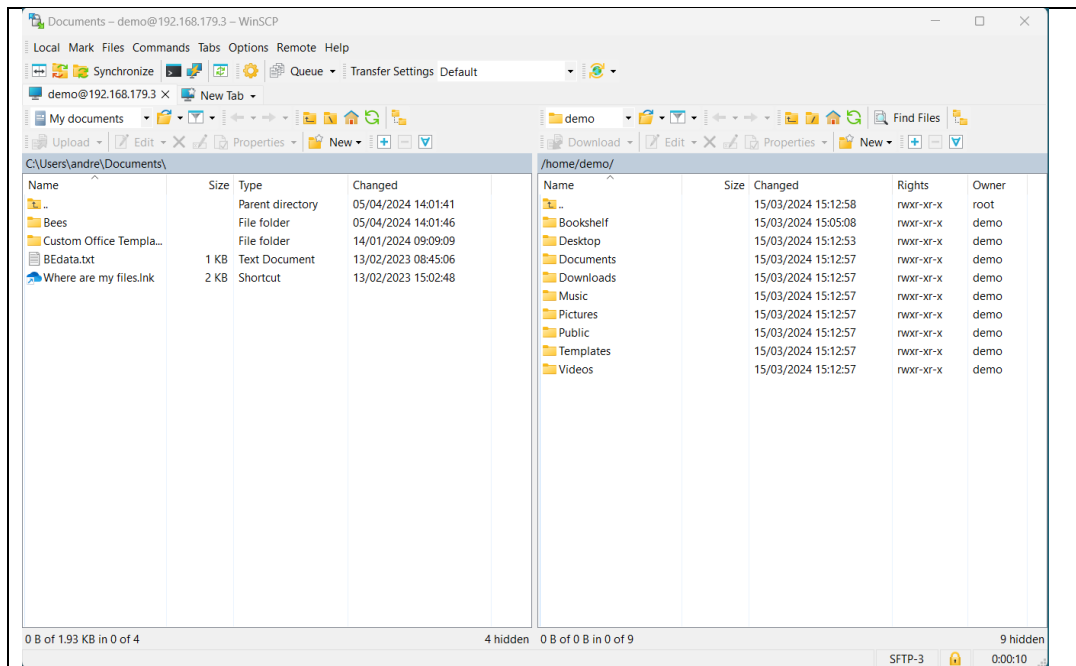 Documents – demo@192.168.179.3 – WinSCP
Local Mark Files Commands Tabs Options Remote Help
Synchronize Queue Transfer Settings Default
demo@192.168.179.3 New Tab
My documents
Upload Edit Properties New
C:\Users\andre\Documents\
Name Size Type Changed
.. Parent directory 05/04/2024 14:01:41
Bees File folder 05/04/2024 14:01:46
Custom Office Templa... File folder 14/01/2024 09:09:09
BEdata.txt 1 KB Text Document 13/02/2023 08:45:06
Where are my files.lnk 2 KB Shortcut 13/02/2023 15:02:48
0 B of 1.93 KB in 0 of 4 4 hidden
demo Find Files
Download Edit Properties New
/home/demo/
Name Size Changed Rights Owner
.. 15/03/2024 15:12:58 rwxr-xr-x root
Bookshelf 15/03/2024 15:05:08 rwxr-xr-x demo
Desktop 15/03/2024 15:12:53 rwxr-xr-x demo
Documents 15/03/2024 15:12:57 rwxr-xr-x demo
Downloads 15/03/2024 15:12:57 rwxr-xr-x demo
Music 15/03/2024 15:12:57 rwxr-xr-x demo
Pictures 15/03/2024 15:12:57 rwxr-xr-x demo
Public 15/03/2024 15:12:57 rwxr-xr-x demo
Templates 15/03/2024 15:12:57 rwxr-xr-x demo
Videos 15/03/2024 15:12:57 rwxr-xr-x demo
0 B of 0 B in 0 of 9 9 hidden
SFTP-3 0:00:10